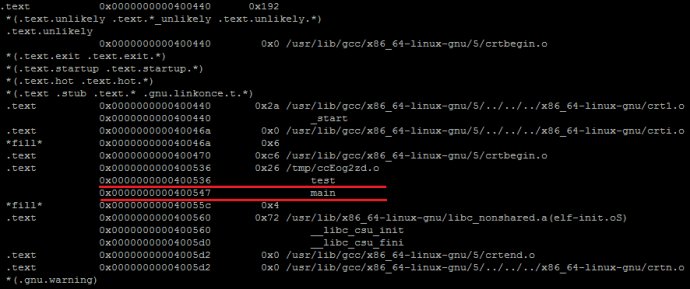 .text 0x0000000000400440 0x192
*(.text.unlikely .text.*_unlikely .text.unlikely.*)
.text.unlikely
0x0000000000400440 0x0 /usr/lib/gcc/x86_64-linux-gnu/5/crtbegin.o
*(.text.exit .text.exit.*)
*(.text.startup .text.startup.*)
*(.text.hot .text.hot.*)
*(.text .stub .text.* .gnu.linkonce.t.*)
.text 0x0000000000400440 0x2a /usr/lib/gcc/x86_64-linux-gnu/5/../../../x86_64-linux-gnu/crt1.o
0x0000000000400440 _start
.text 0x000000000040046a 0x0 /usr/lib/gcc/x86_64-linux-gnu/5/../../../x86_64-linux-gnu/crti.o
*fill* 0x000000000040046a 0x6
.text 0x0000000000400470 0xc6 /usr/lib/gcc/x86_64-linux-gnu/5/crtbegin.o
.text 0x0000000000400536 0x26 /tmp/ccEog2zd.o
0x0000000000400536 test
0x0000000000400547 main
*fill* 0x000000000040055c 0x4
.text 0x0000000000400560 0x72 /usr/lib/x86_64-linux-gnu/libc_nonshared.a(elf-init.oS)
0x0000000000400560 __libc_csu_init
0x00000000004005d0 __libc_csu_fini
.text 0x00000000004005d2 0x0 /usr/lib/gcc/x86_64-linux-gnu/5/crtend.o
.text 0x00000000004005d2 0x0 /usr/lib/gcc/x86_64-linux-gnu/5/../../../x86_64-linux-gnu/crtn.o
*(.gnu.warning)